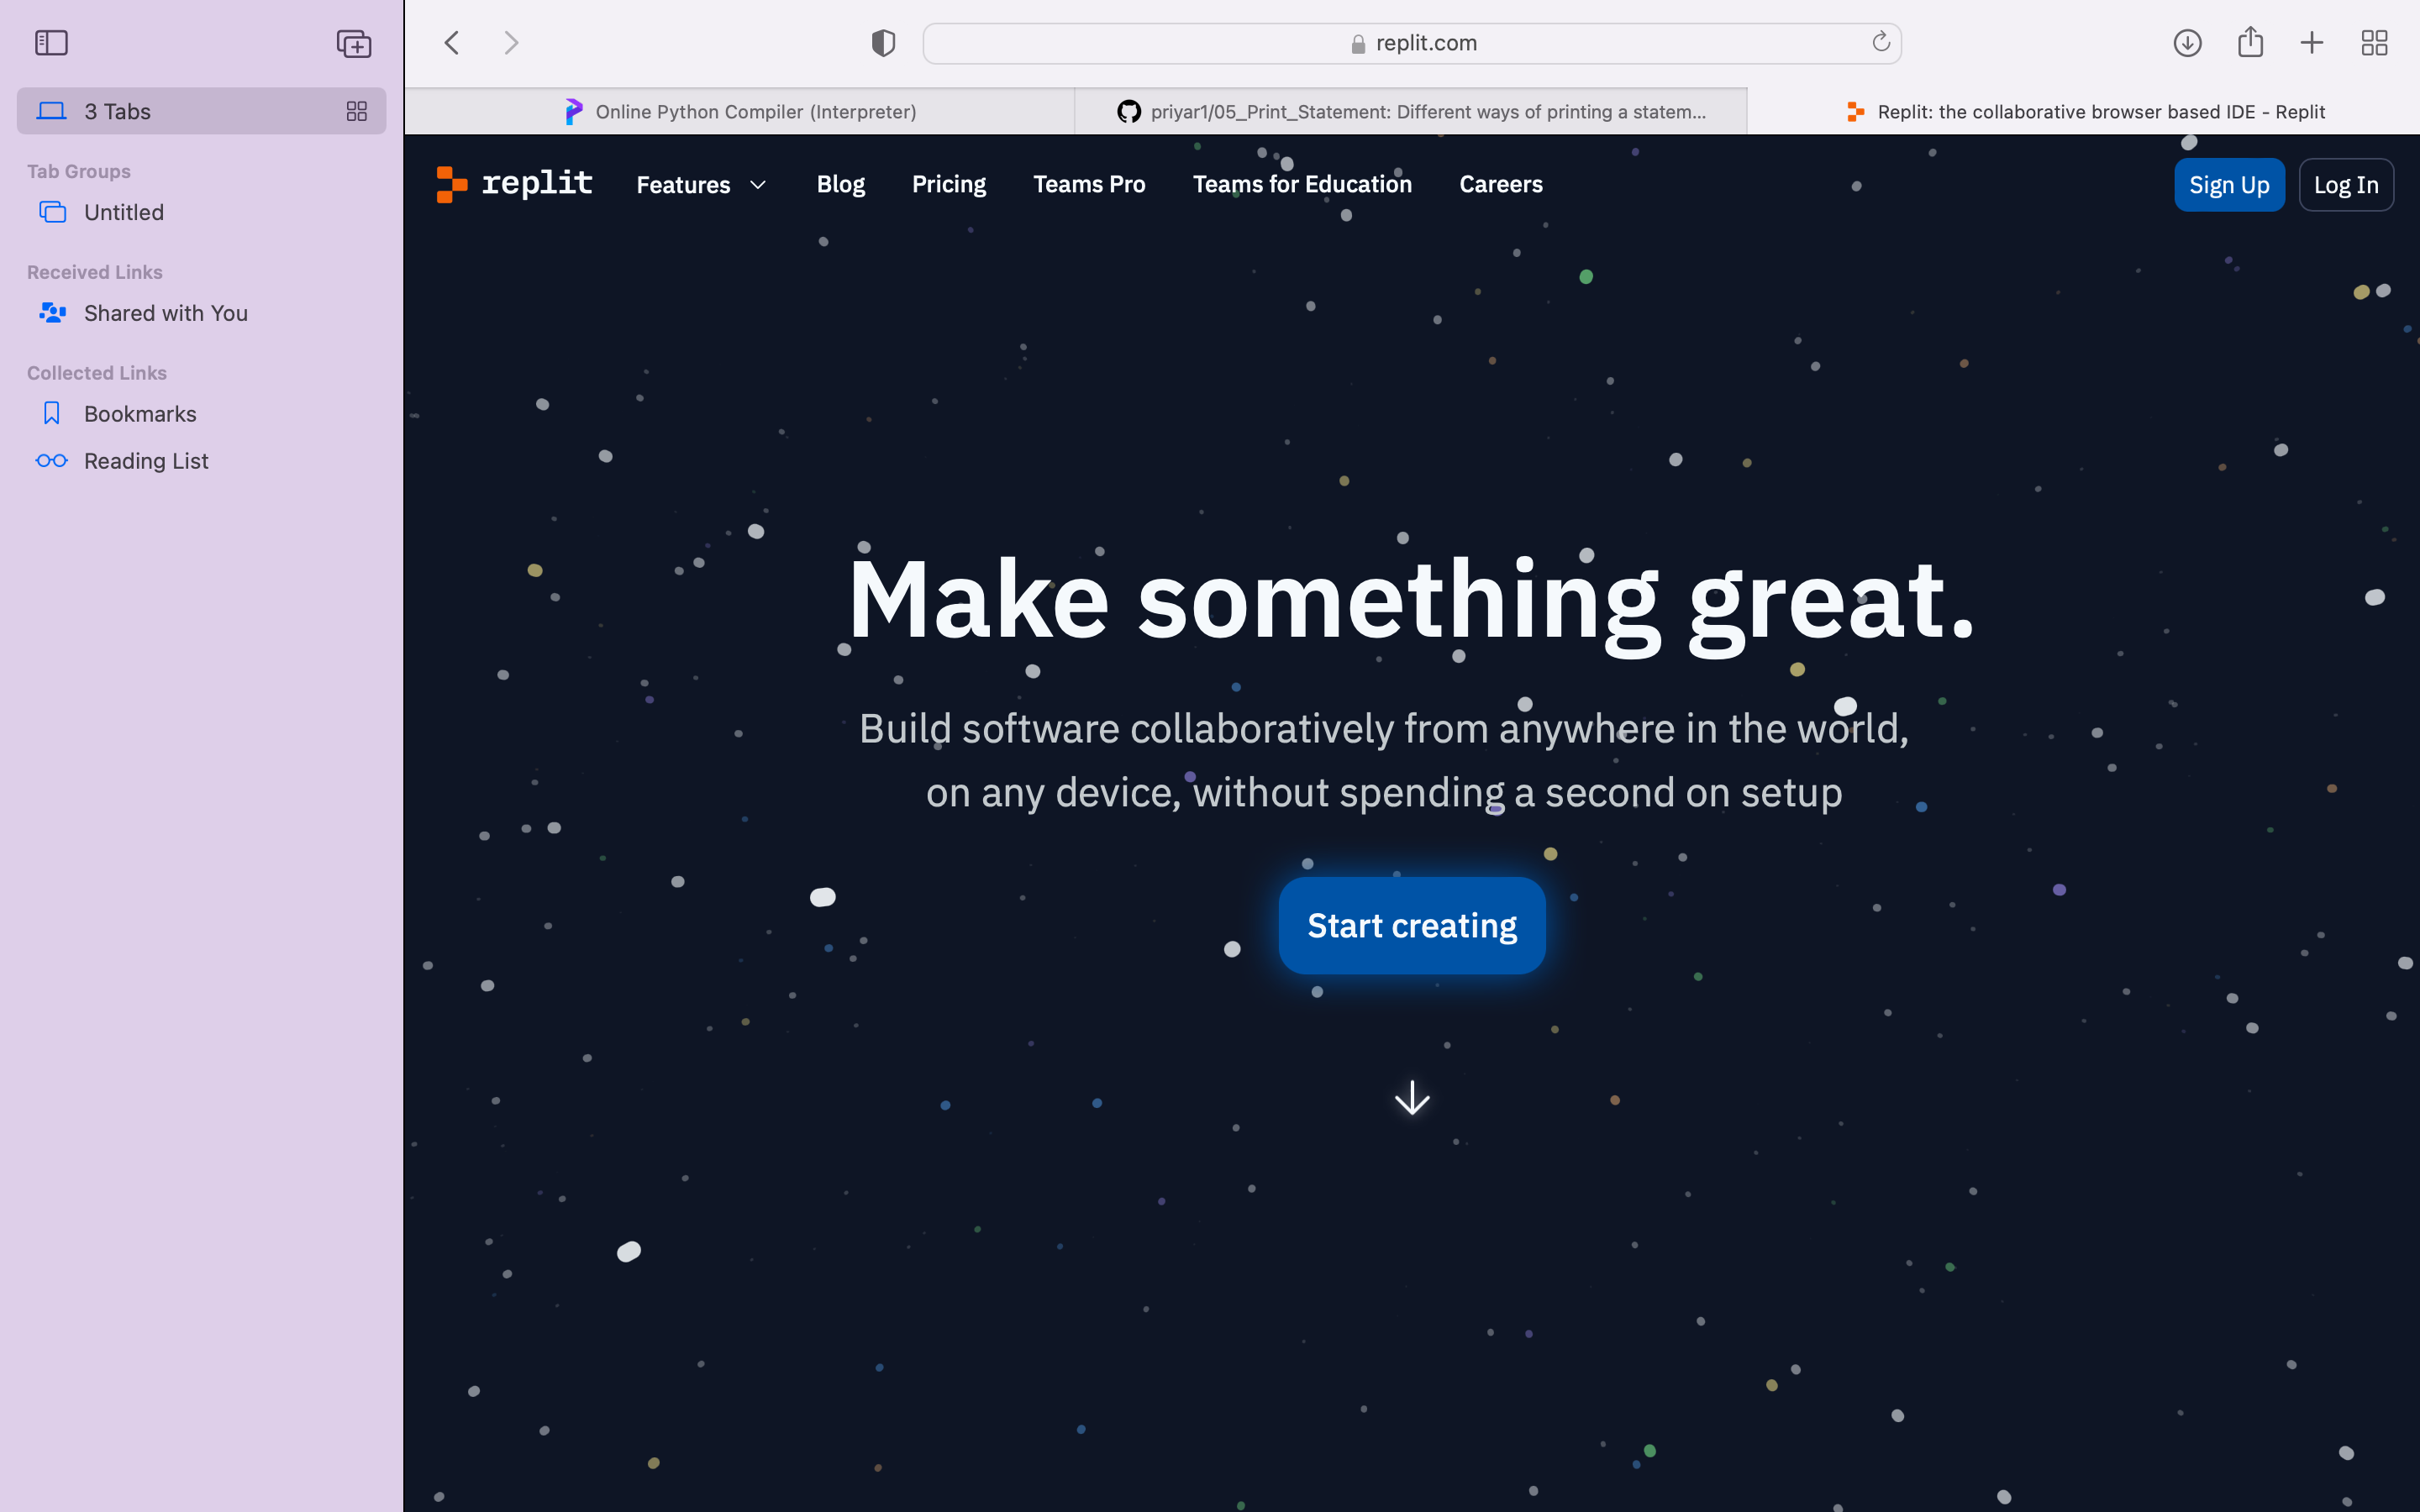 3 Tabs
Tab Groups
Untitled
Received Links
Shared with You
Collected Links
Bookmarks
Reading List
replit.com
Online Python Compiler (Interpreter)
priyar1/05_Print_Statement: Different ways of printing a statem...
Replit: the collaborative browser based IDE - Replit
replit
Features
Blog
Pricing
Teams Pro
Teams for Education
Careers
Sign Up
Log In
Make something great.
Build software collaboratively from anywhere in the world,
on any device, without spending a second on setup
Start creating